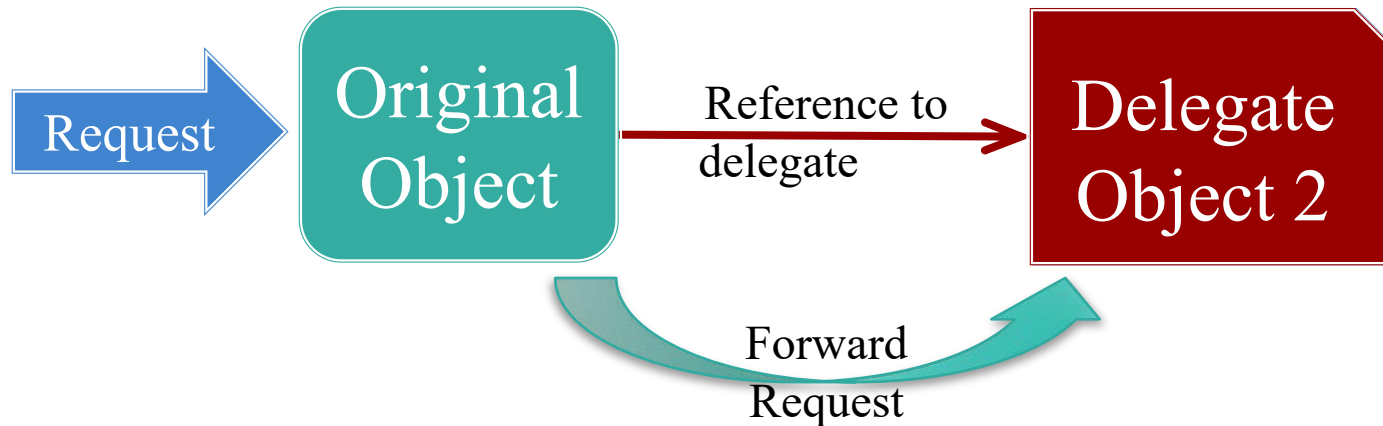 Request
Original
Object
Reference to
delegate
Delegate
Object 2
Forward
Request